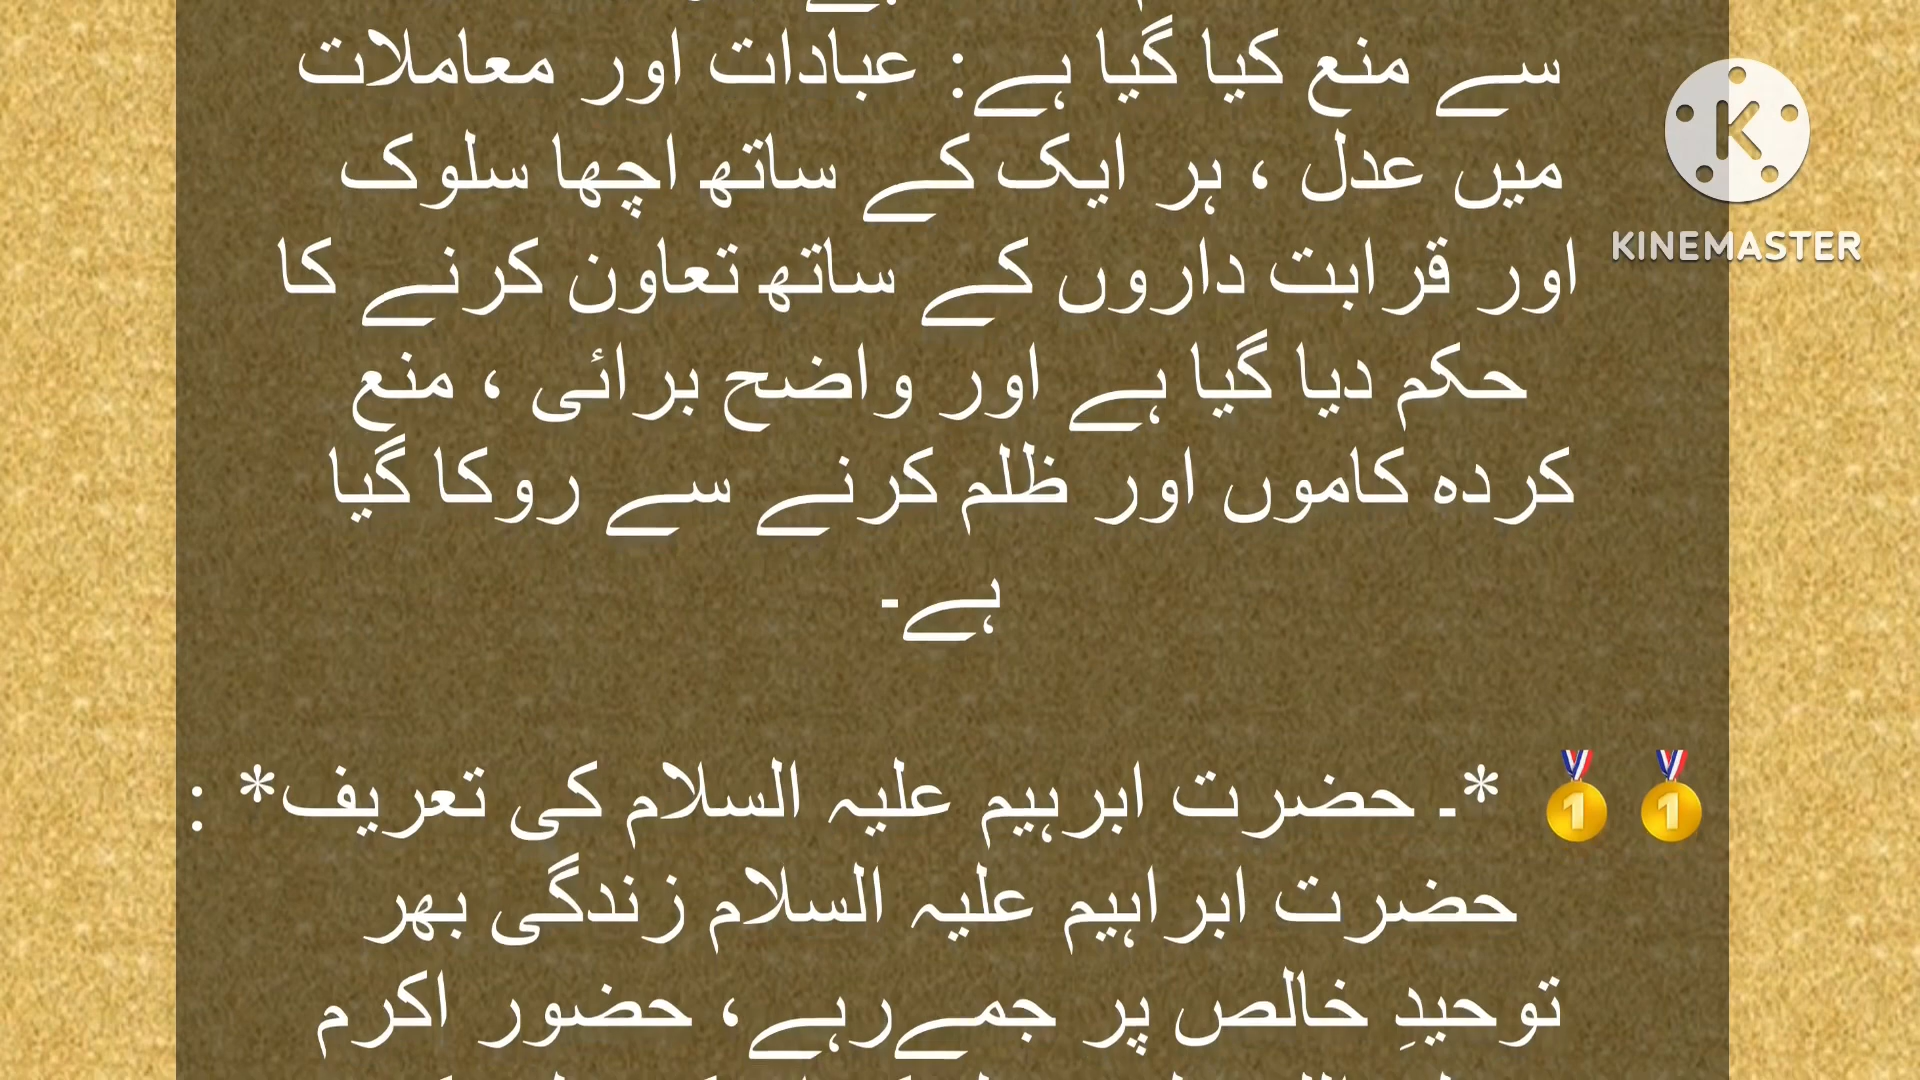 سے منع کیا گیا ہے: عبادات اور معاملات
میں عدل ، ہر ایک کے ساتھ اچھا سلوک
اور قرابت داروں کے ساتھ تعاون کرنے کا
حکم دیا گیا ہے اور واضح برائی ، منع
کردہ کاموں اور ظلم کرنے سے روکا گیا
ہے۔
🥇🥇 *۔ حضرت ابرہیم علیہ السلام کی تعریف* :
حضرت ابراہیم علیہ السلام زندگی بھر
توحیدِ خالص پر جمےرہے، حضور اکرم
K
KINEMASTER